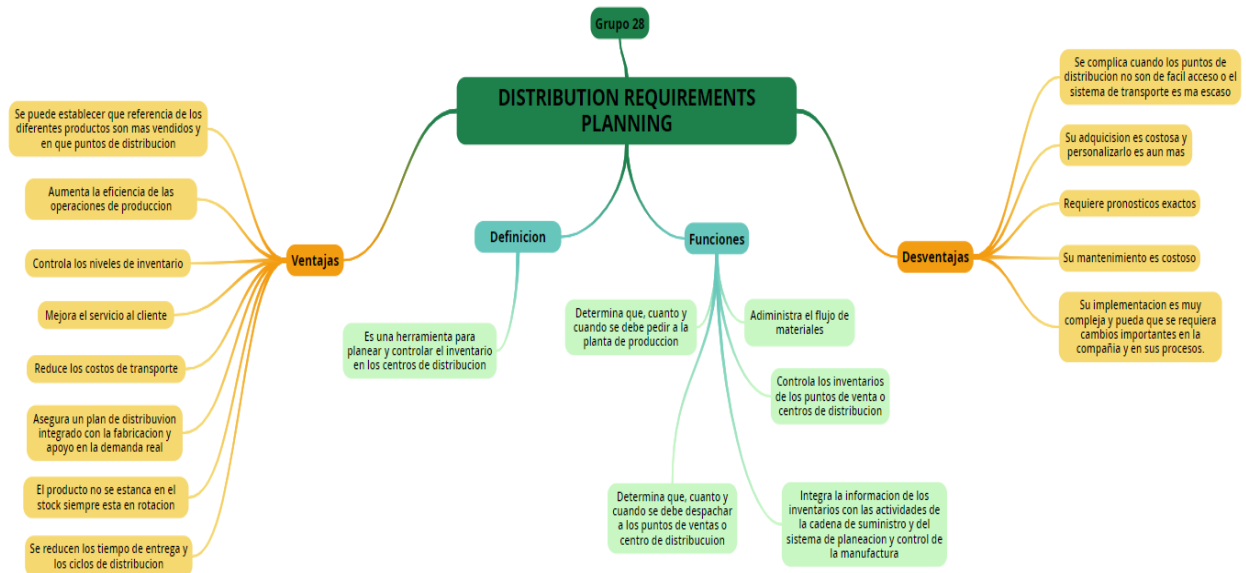 Grupo 28
DISTRIBUTION REQUIREMENTS
PLANNING
Ventajas
Se puede establecer que referencia de los
diferentes productos son mas vendidos y
en que puntos de distribucion
Aumenta la eficiencia de las
operaciones de produccion
Controla los niveles de inventario
Mejora el servicio al cliente
Reduce los costos de transporte
Asegura un plan de distribuvion
integrado con la fabricacion y
apoyo en la demanda real
El producto no se estanca en el
stock siempre esta en rotacion
Se reducen los tiempo de entrega y
los ciclos de distribucion
Definicion
Es una herramienta para
planear y controlar el inventario
en los centros de distribucion
Funciones
Determina que, cuanto y
cuando se debe pedir a la
planta de produccion
Adiministra el flujo de
materiales
Controla los inventarios
de los puntos de venta o
centros de distribucion
Determina que, cuanto y
cuando se debe despachar
a los puntos de ventas o
centro de distribucuion
Integra la informacion de los
inventarios con las actividades de
la cadena de suministro y del
sistema de planeacion y control de
la manufactura
Desventajas
Se complica cuando los puntos de
distribucion no son de facil acceso o el
sistema de transporte es ma escaso
Su adquicision es costosa y
personalizarlo es aun mas
Requiere pronosticos exactos
Su mantenimiento es costoso
Su implementacion es muy
compleja y pueda que se requiera
cambios importantes en la
compañia y en sus procesos.